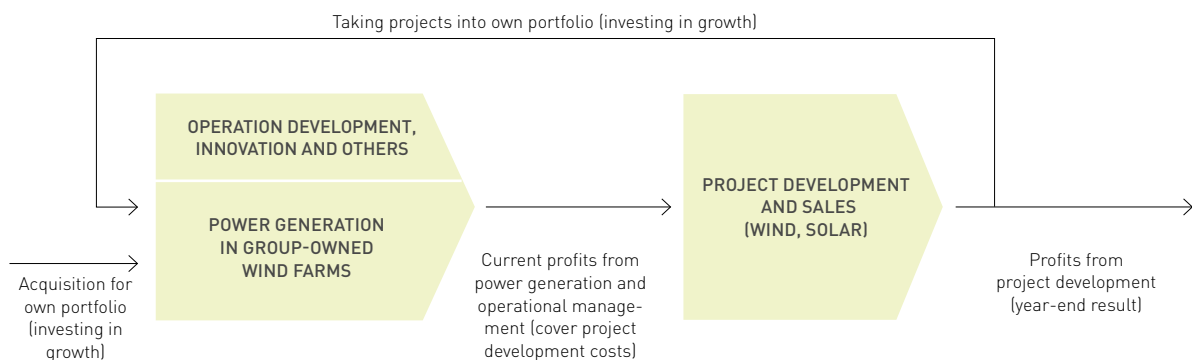 Taking projects into own portfolio (investing in growth)
OPERATION DEVELOPMENT,
INNOVATION AND OTHERS
POWER GENERATION
IN GROUP-OWNED
WIND FARMS
Acquisition for
own portfolio
(investing in
growth)
Current profits from
power generation and
operational manage-
ment (cover project
development costs)
PROJECT DEVELOPMENT
AND SALES
(WIND, SOLAR)
Profits from
project development
(year-end result)